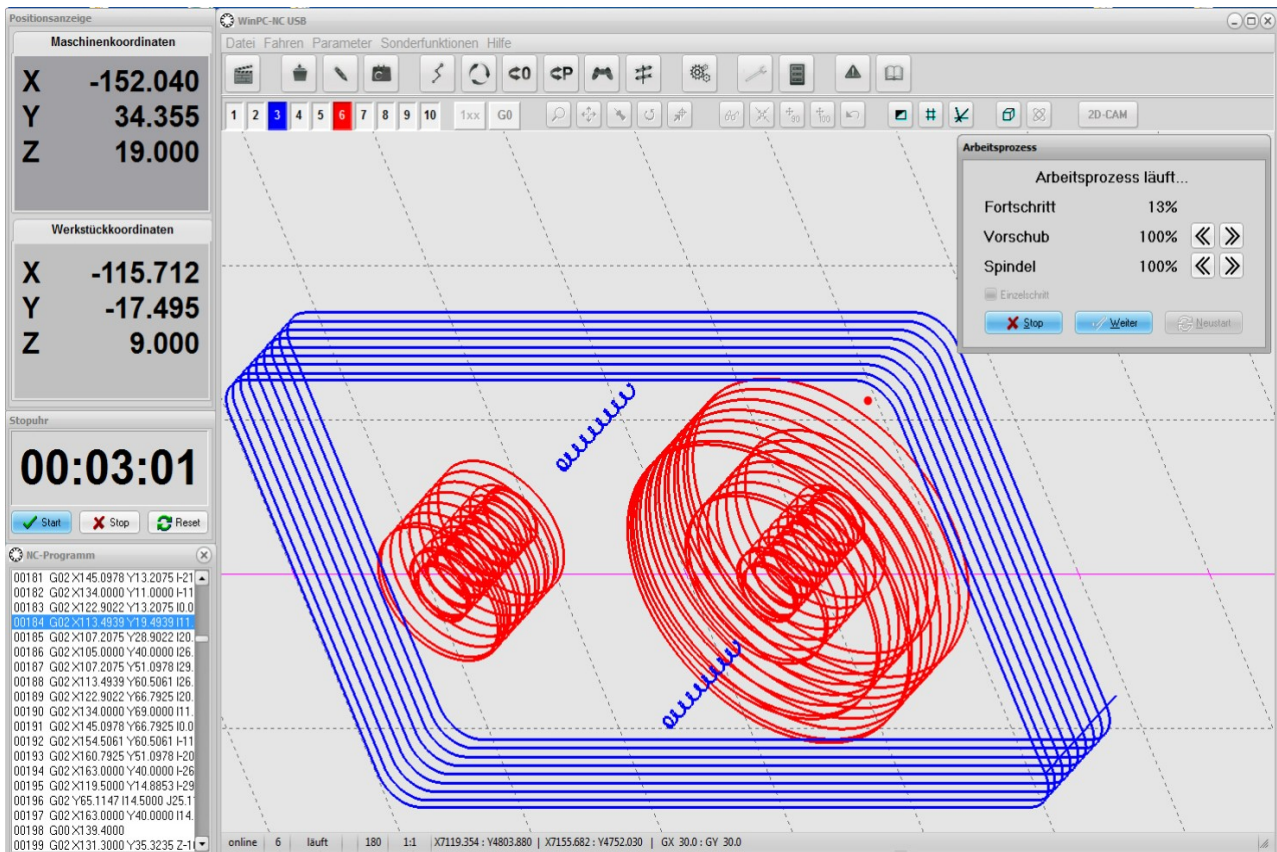 Positionsanzeige
Maschinenkoordinaten
X -152.040
Y 34.355
Z 19.000
Werkstückkoordinaten
X -115.712
Y -17.495
Z 9.000
Stopuhr
00:03:01
Start Stop Reset
NC-Programm
00181 G02 X145.0978 Y13.2075 I-21
00182 G02 X134.0000 Y11.0000 I-11
00183 G02 X122.9022 Y13.2075 I0.0
00184 G02 X113.4939 Y19.4939 I11.
00185 G02 X107.2075 Y28.9022 I20.
00186 G02 X105.0000 Y40.0000 I26.
00187 G02 X107.2075 Y51.0978 I29.
00188 G02 X113.4939 Y60.5061 I26.
00189 G02 X122.9022 Y66.7925 I20.
00190 G02 X134.0000 Y69.0000 I11.
00191 G02 X145.0978 Y66.7925 I0.0
00192 G02 X154.5061 Y60.5061 I-11
00193 G02 X160.7925 Y51.0978 I-20
00194 G02 X163.0000 Y40.0000 I-26
00195 G02 X119.5000 Y14.8853 I-29
00196 G02 Y65.1147 I14.5000 J25.1
00197 G02 X163.0000 Y40.0000 I14.
00198 G00 X139.4000
00199 G02 X131.3000 Y35.3235 Z-1
WinPC-NC USB
Datei Fahren Parameter Sonderfunktionen Hilfe
0 P
1 2 3 4 5 6 7 8 9 10 1xx G0 90 100 2D-CAM
Arbeitsprozess
Arbeitsprozess läuft...
Fortschritt 13%
Vorschub 100%
Spindel 100%
Einzelschritt
Stop Weiter Neustart
online 6 läuft 180 1:1 X7119.354 : Y4803.880 | X7155.682 : Y4752.030 | GX 30.0 : GY 30.0